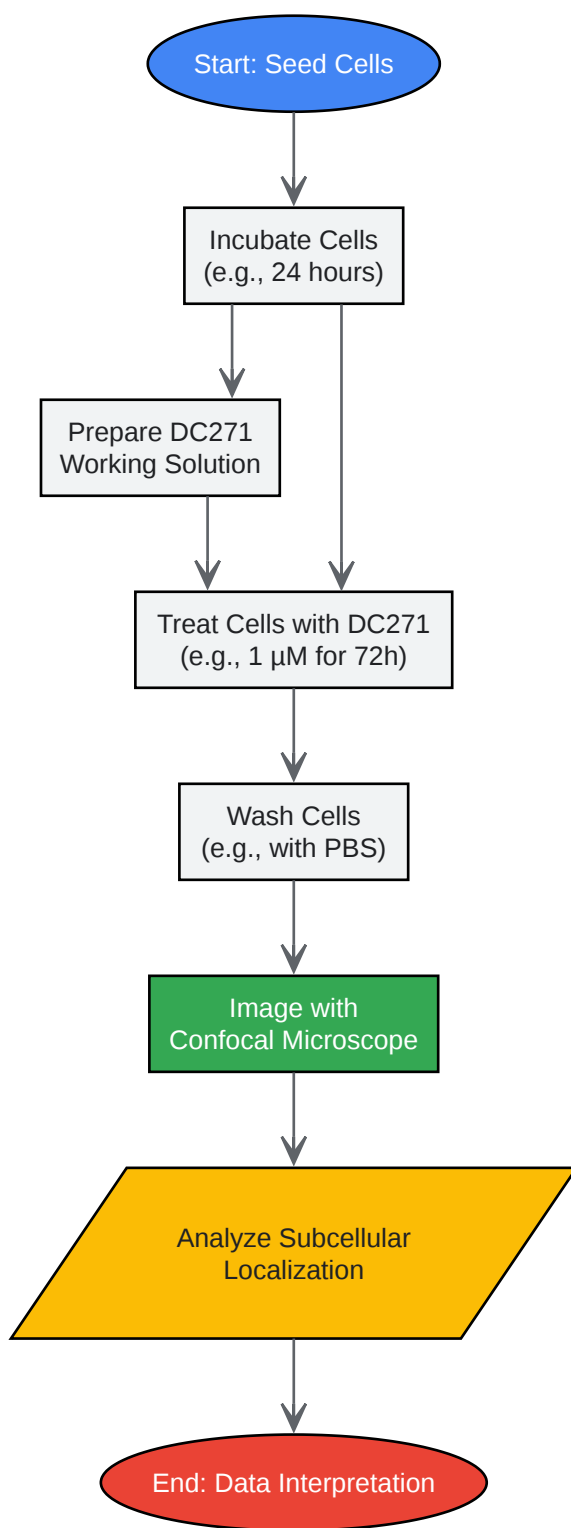 Start: Seed Cells
Incubate Cells
(e.g., 24 hours)
Prepare DC271
Working Solution
Treat Cells with DC271
(e.g., 1 µM for 72h)
Wash Cells
(e.g., with PBS)
Image with
Confocal Microscope
Analyze Subcellular
Localization
End: Data Interpretation